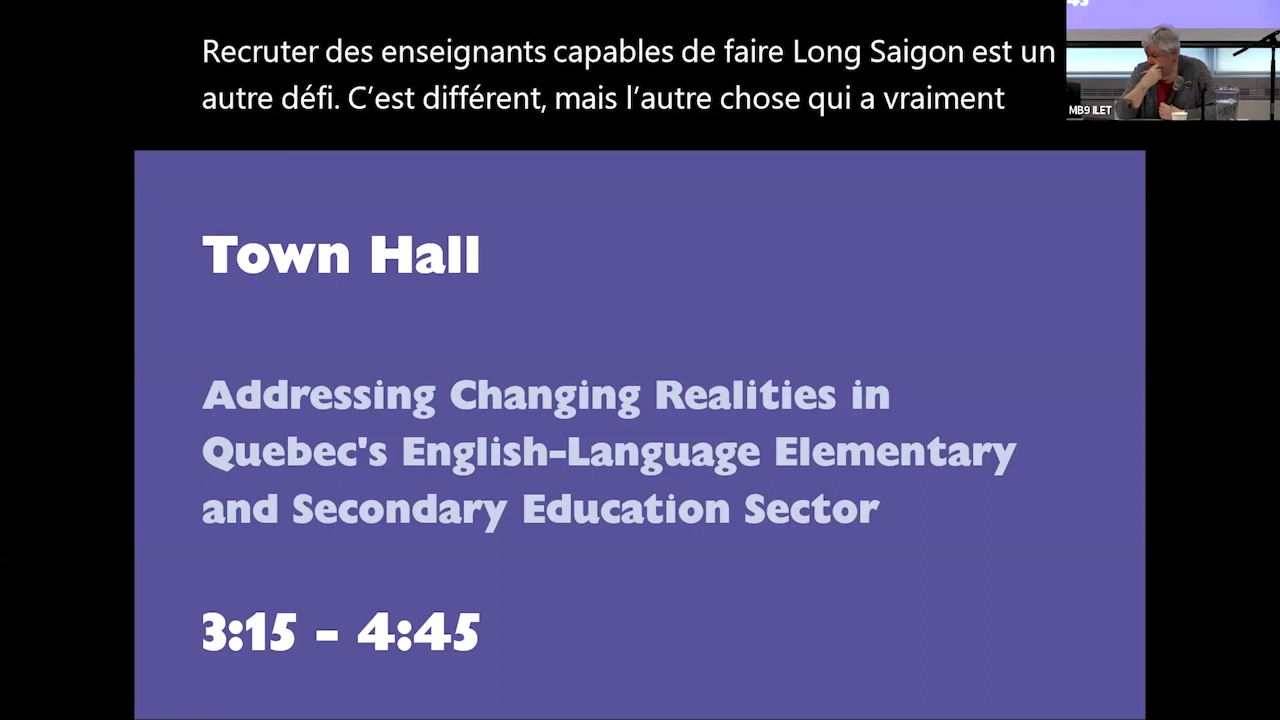 Recruter des enseignants capables de faire Long Saigon est un
autre défi. C’est différent, mais l’autre chose qui a vraiment
MB9 ILET
Town Hall
Addressing Changing Realities in
Quebec's English-Language Elementary
and Secondary Education Sector
3:15 - 4:45